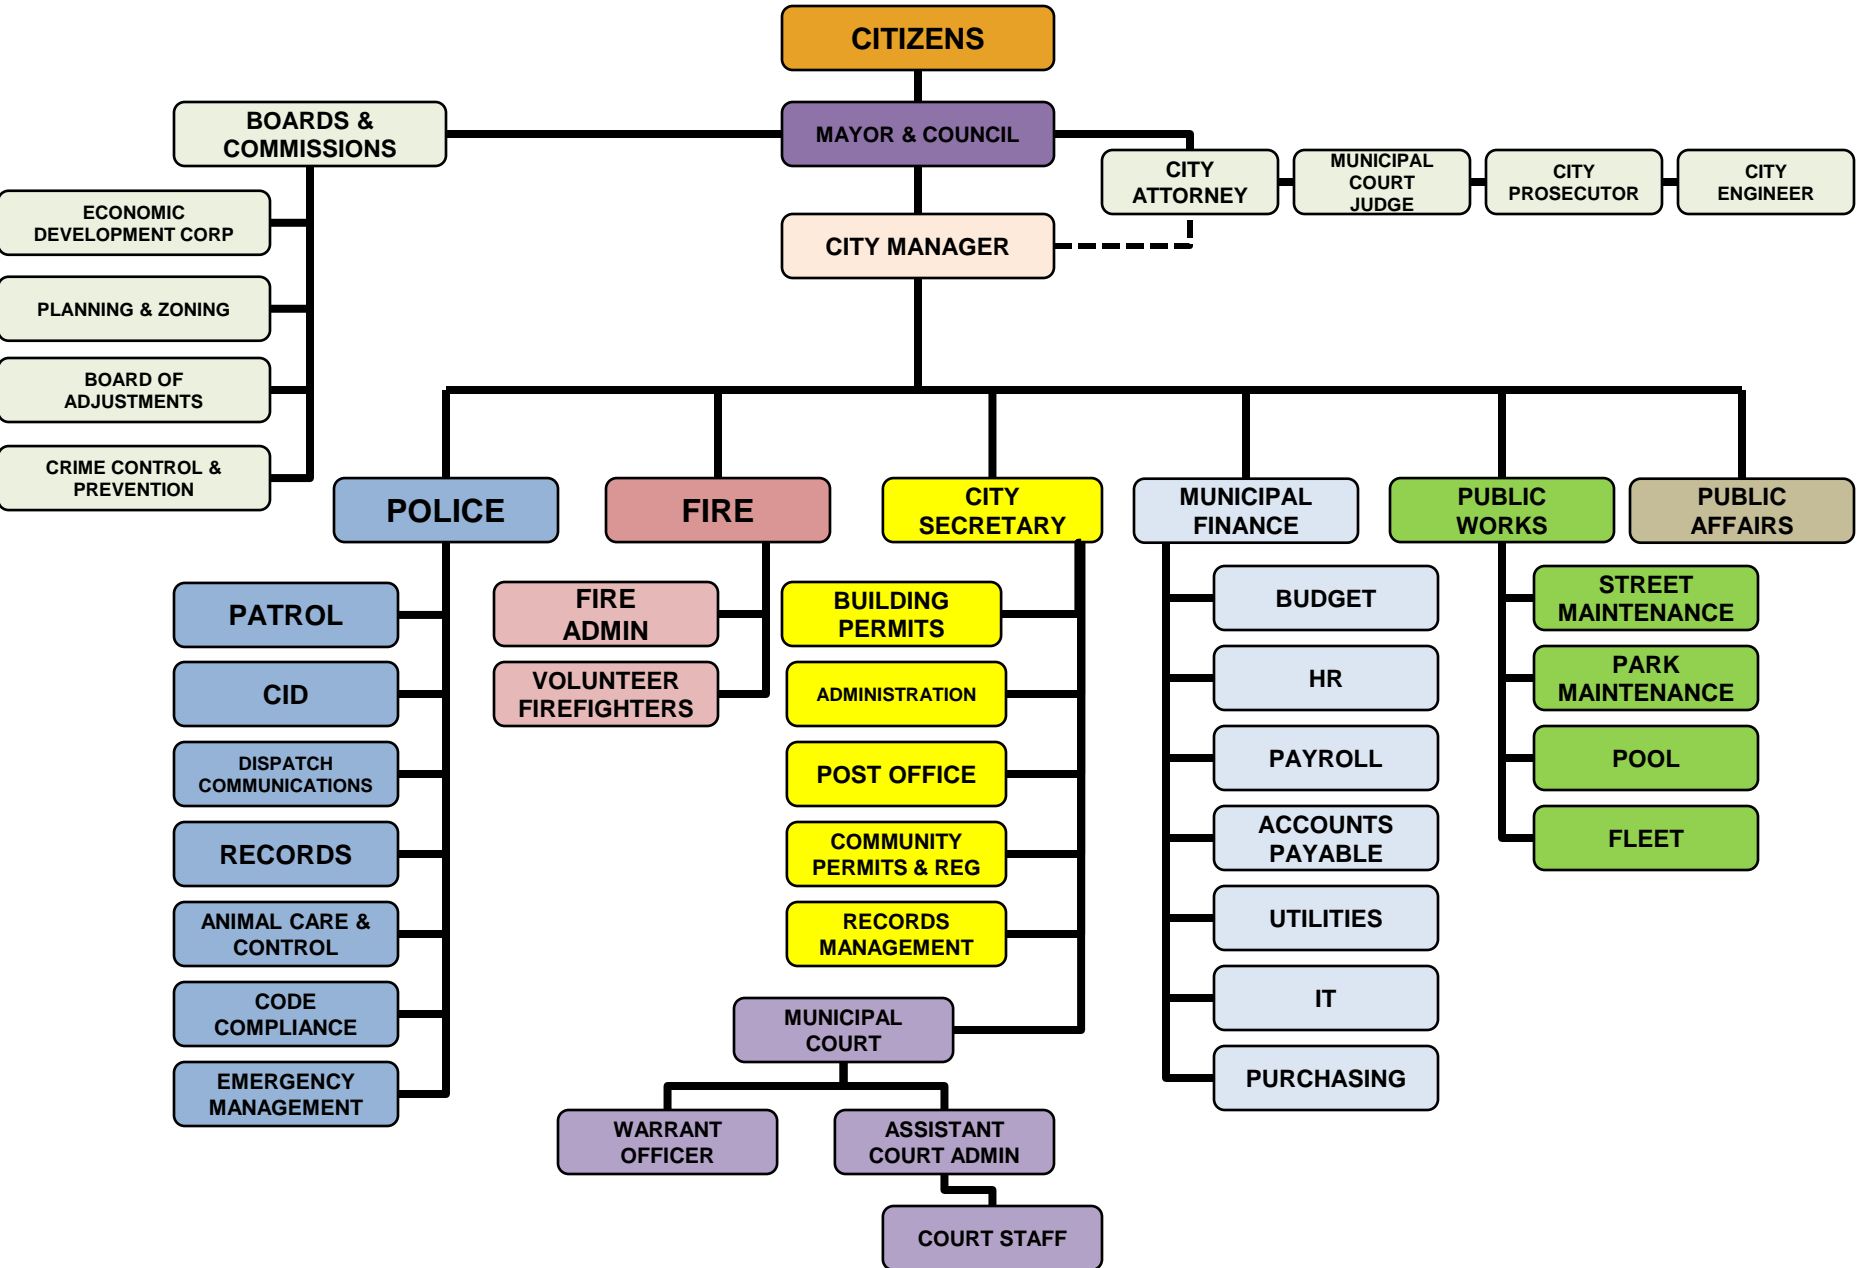 CITIZENS
BOARDS &
COMMISSIONS
MAYOR & COUNCIL
CITY
ATTORNEY
MUNICIPAL
COURT
JUDGE
CITY
PROSECUTOR
CITY
ENGINEER
ECONOMIC
DEVELOPMENT CORP
CITY MANAGER
PLANNING & ZONING
BOARD OF
ADJUSTMENTS
CRIME CONTROL &
PREVENTION
POLICE
FIRE
CITY
SECRETARY
MUNICIPAL
FINANCE
PUBLIC
WORKS
PUBLIC
AFFAIRS
PATROL
CID
DISPATCH
COMMUNICATIONS
RECORDS
ANIMAL CARE &
CONTROL
CODE
COMPLIANCE
EMERGENCY
MANAGEMENT
FIRE
ADMIN
VOLUNTEER
FIREFIGHTERS
BUILDING
PERMITS
ADMINISTRATION
POST OFFICE
COMMUNITY
PERMITS & REG
RECORDS
MANAGEMENT
MUNICIPAL
COURT
WARRANT
OFFICER
ASSISTANT
COURT ADMIN
COURT STAFF
BUDGET
HR
PAYROLL
ACCOUNTS
PAYABLE
UTILITIES
IT
PURCHASING
STREET
MAINTENANCE
PARK
MAINTENANCE
POOL
FLEET